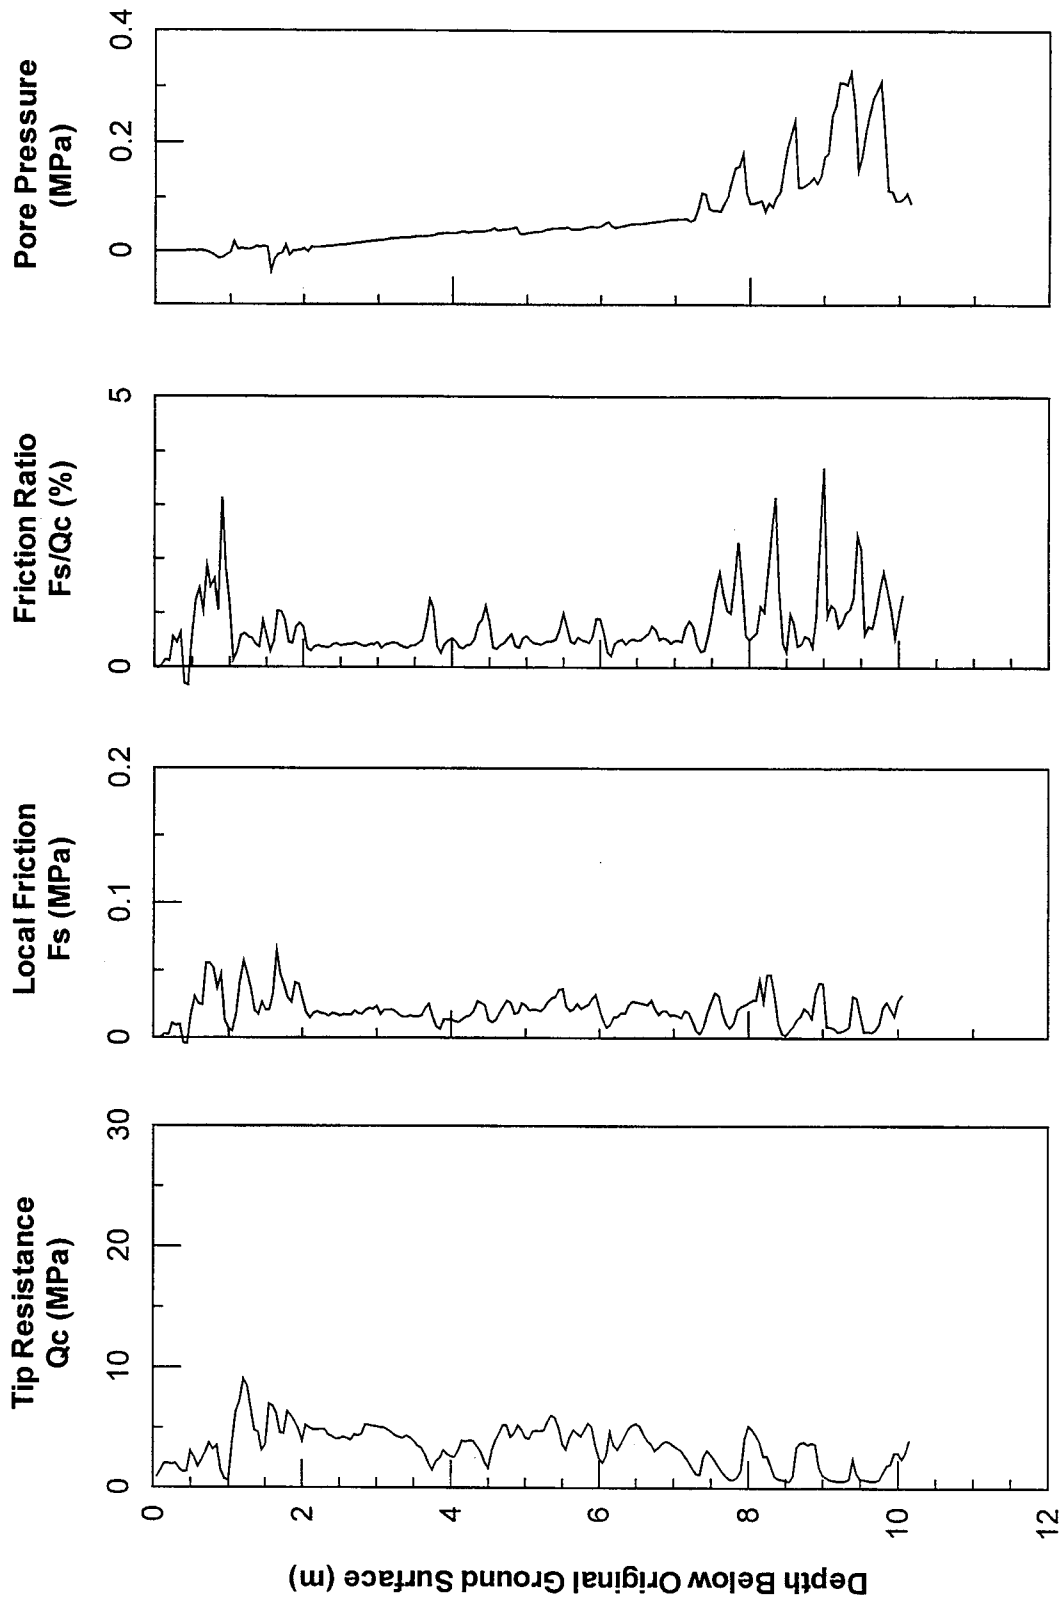 Tip Resistance
Qc (MPa)
0
10
20
30
Local Friction
Fs (MPa)
0
0.1
0.2
Friction Ratio
Fs/Qc (%)
0
5
Pore Pressure
(MPa)
0
0.2
0.4
Depth Below Original Ground Surface (m)
0
2
4
6
8
10
12